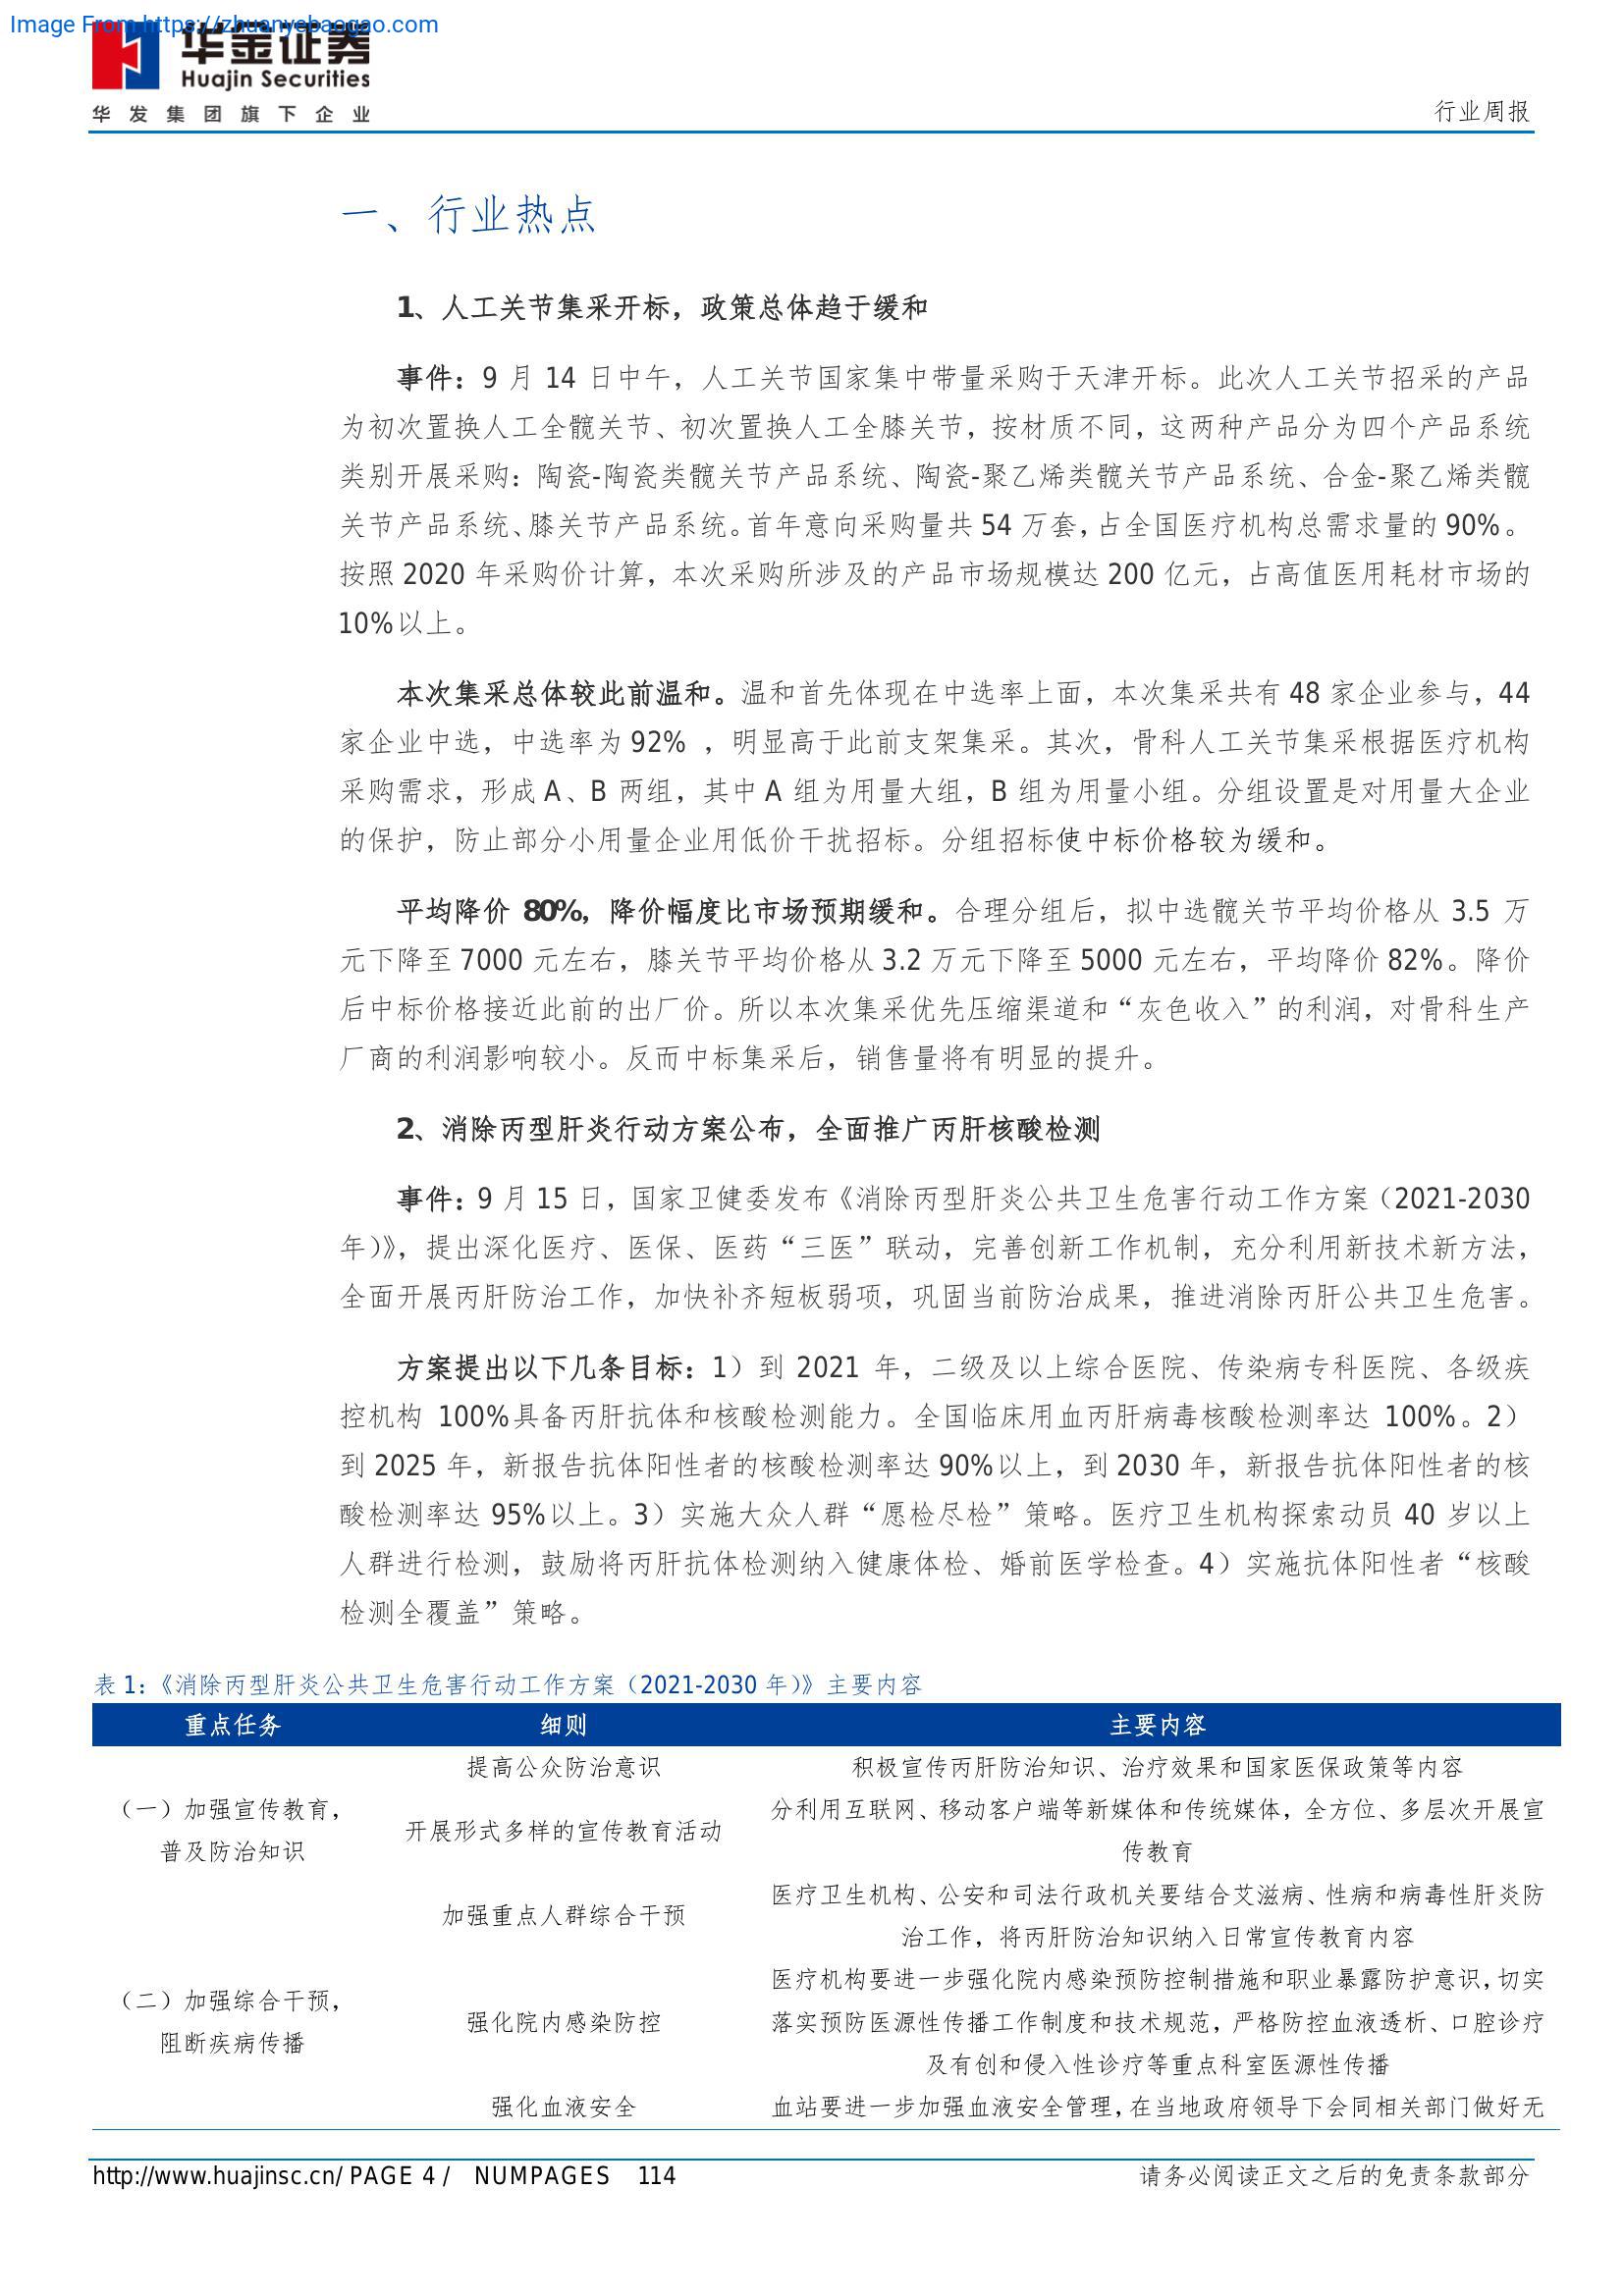 Image From https://zhuanyebaogao.com
华金证券
Huajin Securities
华发集团旗下企业
行业周报
一、行业热点
1、人工关节集采开标，政策总体趋于缓和
事件：9 月 14 日中午，人工关节国家集中带量采购于天津开标。此次人工关节招采的产品
为初次置换人工全髋关节、初次置换人工全膝关节，按材质不同，这两种产品分为四个产品系统
类别开展采购：陶瓷-陶瓷类髋关节产品系统、陶瓷-聚乙烯类髋关节产品系统、合金-聚乙烯类髋
关节产品系统、膝关节产品系统。首年意向采购量共 54 万套，占全国医疗机构总需求量的 90%。
按照 2020 年采购价计算，本次采购所涉及的产品市场规模达 200 亿元，占高值医用耗材市场的
10%以上。
本次集采总体较此前温和。温和首先体现在中选率上面，本次集采共有 48 家企业参与，44
家企业中选，中选率为 92% ，明显高于此前支架集采。其次，骨科人工关节集采根据医疗机构
采购需求，形成 A、B 两组，其中 A 组为用量大组，B 组为用量小组。分组设置是对用量大企业
的保护，防止部分小用量企业用低价干扰招标。分组招标使中标价格较为缓和。
平均降价 80%，降价幅度比市场预期缓和。合理分组后，拟中选髋关节平均价格从 3.5 万
元下降至 7000 元左右，膝关节平均价格从 3.2 万元下降至 5000 元左右，平均降价 82%。降价
后中标价格接近此前的出厂价。所以本次集采优先压缩渠道和“灰色收入”的利润，对骨科生产
厂商的利润影响较小。反而中标集采后，销售量将有明显的提升。
2、消除丙型肝炎行动方案公布，全面推广丙肝核酸检测
事件：9 月 15 日，国家卫健委发布《消除丙型肝炎公共卫生危害行动工作方案（2021-2030
年）》，提出深化医疗、医保、医药“三医”联动，完善创新工作机制，充分利用新技术新方法，
全面开展丙肝防治工作，加快补齐短板弱项，巩固当前防治成果，推进消除丙肝公共卫生危害。
方案提出以下几条目标：1）到 2021 年，二级及以上综合医院、传染病专科医院、各级疾
控机构 100%具备丙肝抗体和核酸检测能力。全国临床用血丙肝病毒核酸检测率达 100%。2）
到 2025 年，新报告抗体阳性者的核酸检测率达 90%以上，到 2030 年，新报告抗体阳性者的核
酸检测率达 95%以上。3）实施大众人群“愿检尽检”策略。医疗卫生机构探索动员 40 岁以上
人群进行检测，鼓励将丙肝抗体检测纳入健康体检、婚前医学检查。4）实施抗体阳性者“核酸
检测全覆盖”策略。
表 1：《消除丙型肝炎公共卫生危害行动工作方案（2021-2030 年）》主要内容
重点任务 细则 主要内容
提高公众防治意识 积极宣传丙肝防治知识、治疗效果和国家医保政策等内容
（一）加强宣传教育，
普及防治知识
开展形式多样的宣传教育活动
分利用互联网、移动客户端等新媒体和传统媒体，全方位、多层次开展宣
传教育
加强重点人群综合干预
医疗卫生机构、公安和司法行政机关要结合艾滋病、性病和病毒性肝炎防
治工作，将丙肝防治知识纳入日常宣传教育内容
（二）加强综合干预，
阻断疾病传播
强化院内感染防控
医疗机构要进一步强化院内感染预防控制措施和职业暴露防护意识，切实
落实预防医源性传播工作制度和技术规范，严格防控血液透析、口腔诊疗
及有创和侵入性诊疗等重点科室医源性传播
强化血液安全 血站要进一步加强血液安全管理，在当地政府领导下会同相关部门做好无
http://www.huajinsc.cn/ PAGE 4 / NUMPAGES 114
请务必阅读正文之后的免责条款部分